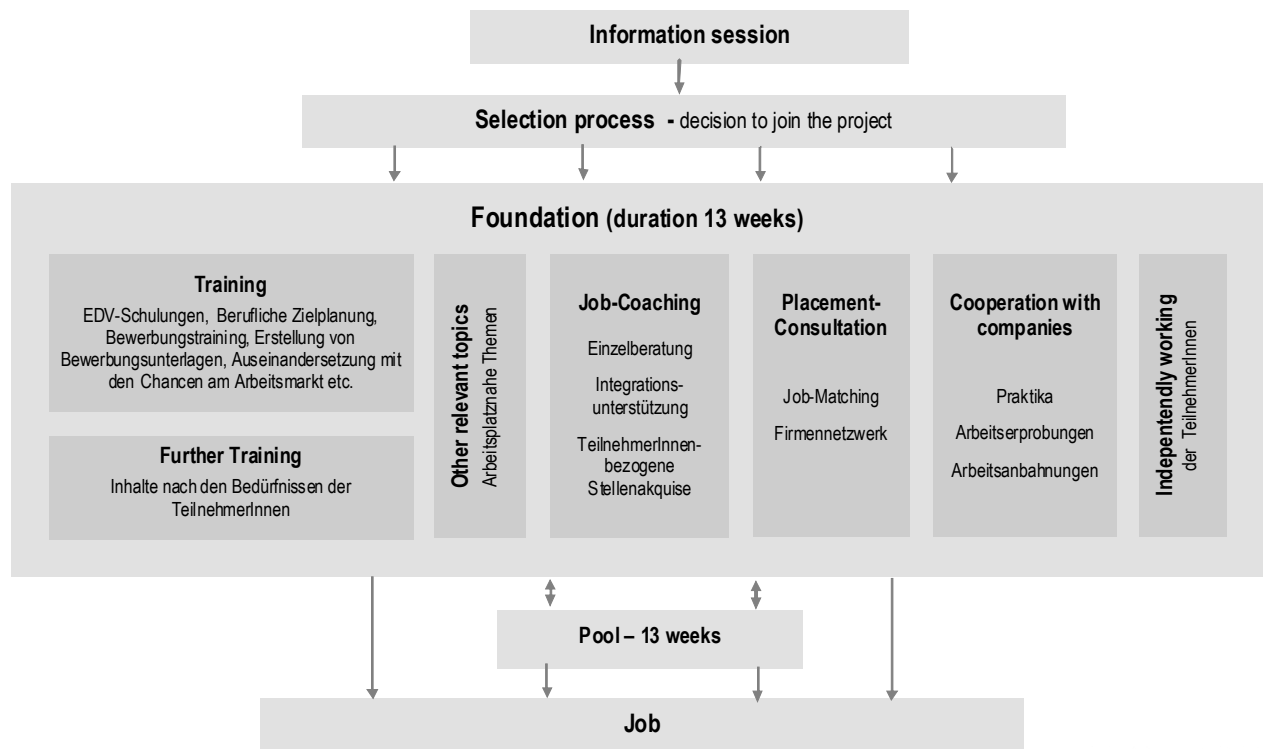 Information session
Selection process - decision to join the project
Foundation (duration 13 weeks)
Training
EDV-Schulungen, Berufliche Zielplanung,
Bewerbungstraining, Erstellung von
Bewerbungsunterlagen, Auseinandersetzung mit
den Chancen am Arbeitsmarkt etc.
Further Training
Inhalte nach den Bedürfnissen der
TeilnehmerInnen
Other relevant topics
Arbeitsplatznahe Themen
Job-Coaching
Einzelberatung
Integrations-
unterstützung
TeilnehmerInnen-
bezogene
Stellenakquise
Placement-
Consultation
Job-Matching
Firmennetzwerk
Cooperation with
companies
Praktika
Arbeitserprobungen
Arbeitsanbahnungen
Indepentendly working
der TeilnehmerInnen
Pool – 13 weeks
Job